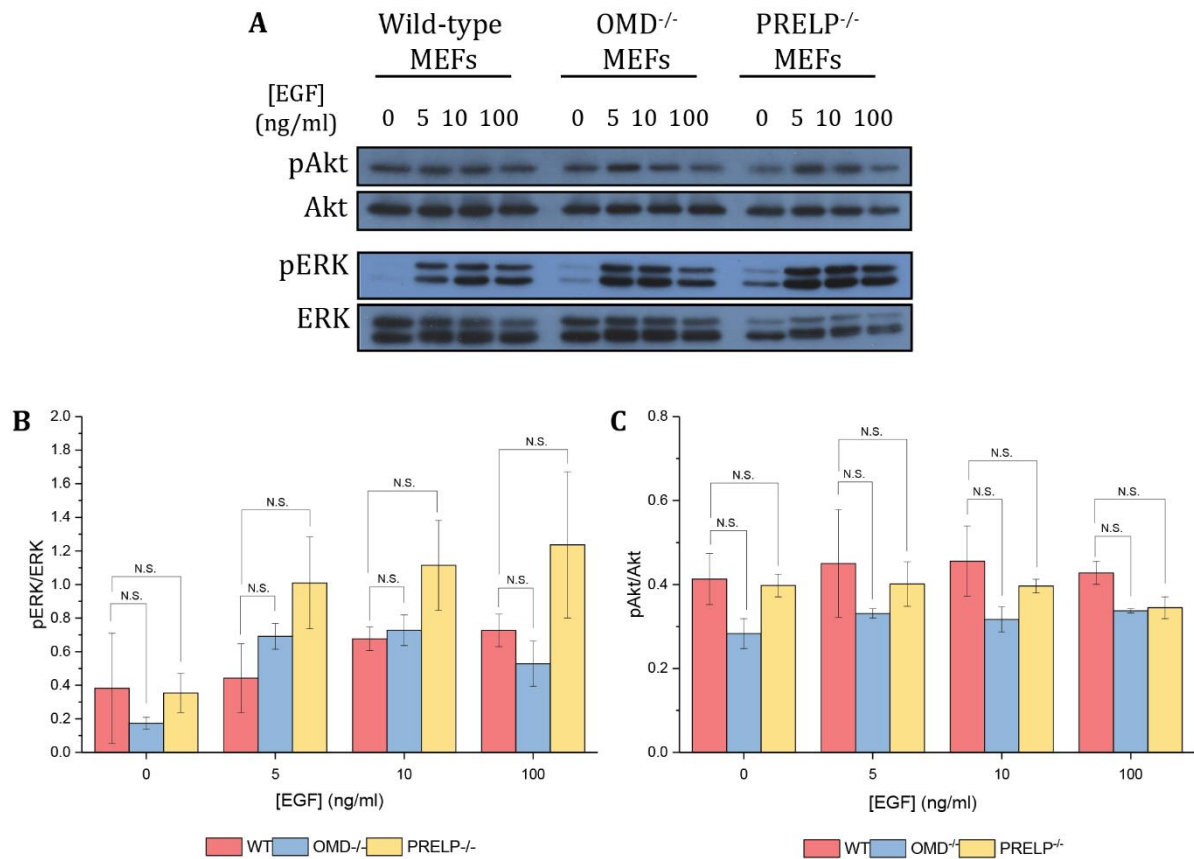 A
Wild-type MEFs
OMD-/- MEFs
PRELP-/- MEFs
[EGF] (ng/ml)
0 5 10 100 0 5 10 100 0 5 10 100
pAkt
Akt
pERK
ERK
B
2.0
1.8
1.6
1.4
1.2
1.0
0.8
0.6
0.4
0.2
0.0
pERK/ERK
N.S.
N.S.
N.S.
N.S.
N.S.
N.S.
N.S.
N.S.
0 5 10 100
[EGF] (ng/ml)
WT OMD-/- PRELP-/-
C
0.8
0.6
0.4
0.2
0.0
pAkt/Akt
N.S.
N.S.
N.S.
N.S.
N.S.
N.S.
N.S.
N.S.
0 5 10 100
[EGF] (ng/ml)
WT OMD-/- PRELP-/-